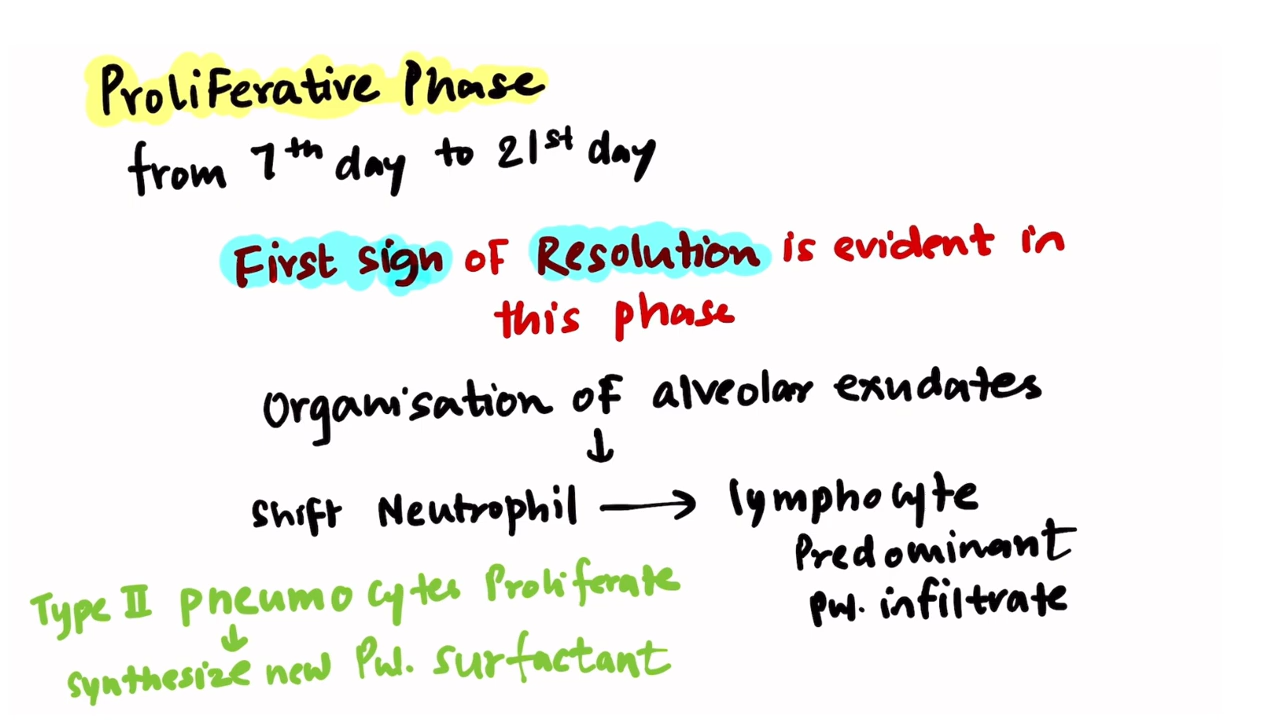 Proliferative Phase
from 7th day to 21st day
First sign of Resolution is evident in
this phase
Organisation of alveolar exudates
↓
Shift Neutrophil → lymphocyte
Predominant
Pul. infiltrate
Type II pneumocytes Proliferate
↓
synthesize new Pul. surfactant